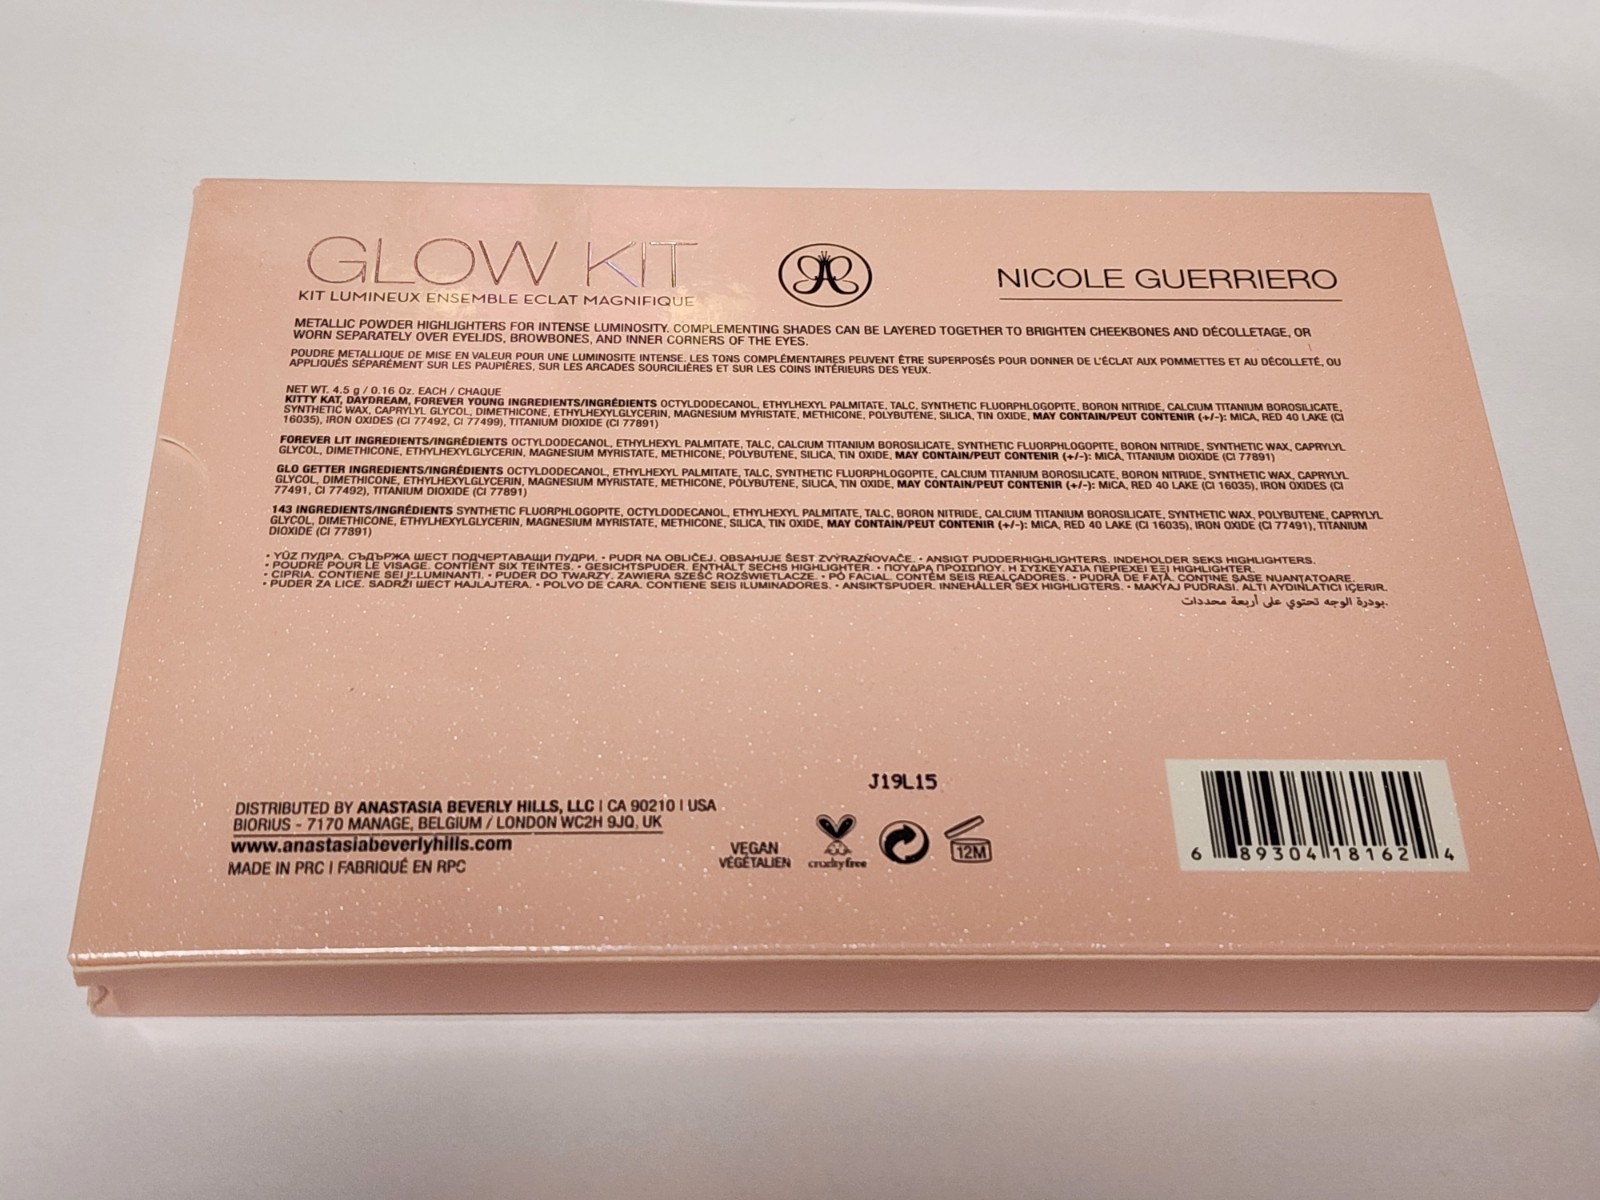 GLOW KIT
KIT LUMINEUX ENSEMBLE ECLAT MAGNIFIQUE
NICOLE GUERRIERO
METALLIC POWDER HIGHLIGHTERS FOR INTENSE LUMINOSITY. COMPLEMENTING SHADES CAN BE LAYERED TOGETHER TO BRIGHTEN CHEEKBONES AND DÉCOLLETAGE, OR
WORN SEPARATELY OVER EYELIDS, BROWBONES, AND INNER CORNERS OF THE EYES.
POUDRE METALLIQUE DE MISE EN VALEUR POUR UNE LUMINOSITE INTENSE. LES TONS COMPLÉMENTAIRES PEUVENT ÊTRE SUPERPOSÉS POUR DONNER DE L'ÉCLAT AUX POMMETTES ET AU DÉCOLLETÉ, OU
APPLIQUÉS SÉPARÉMENT SUR LES PAUPIÈRES, SUR LES ARCADES SOURCILIÈRES ET SUR LES COINS INTÉRIEURS DES YEUX.
NET WT. 4.5 g / 0.16 Oz. EACH / CHAQUE
KITTY KAT, DAYDREAM, FOREVER YOUNG INGREDIENTS/INGRÉDIENTS OCTYLDODECANOL, ETHYLHEXYL PALMITATE, TALC, SYNTHETIC FLUORPHLOGOPITE, BORON NITRIDE, CALCIUM TITANIUM BOROSILICATE,
SYNTHETIC WAX, CAPRYLYL GLYCOL, DIMETHICONE, ETHYLHEXYLGLYCERIN, MAGNESIUM MYRISTATE, METHICONE, POLYBUTENE, SILICA, TIN OXIDE, MAY CONTAIN/PEUT CONTENIR (+/-): MICA, RED 40 LAKE (CI
16035), IRON OXIDES (CI 77492, CI 77499), TITANIUM DIOXIDE (CI 77891)
FOREVER LIT INGREDIENTS/INGRÉDIENTS OCTYLDODECANOL, ETHYLHEXYL PALMITATE, TALC, CALCIUM TITANIUM BOROSILICATE, SYNTHETIC FLUORPHLOGOPITE, BORON NITRIDE, SYNTHETIC WAX, CAPRYLYL
GLYCOL, DIMETHICONE, ETHYLHEXYLGLYCERIN, MAGNESIUM MYRISTATE, METHICONE, POLYBUTENE, SILICA, TIN OXIDE, MAY CONTAIN/PEUT CONTENIR (+/-): MICA, TITANIUM DIOXIDE (CI 77891)
GLO GETTER INGREDIENTS/INGRÉDIENTS OCTYLDODECANOL, ETHYLHEXYL PALMITATE, TALC, SYNTHETIC FLUORPHLOGOPITE, CALCIUM TITANIUM BOROSILICATE, BORON NITRIDE, SYNTHETIC WAX, CAPRYLYL
GLYCOL, DIMETHICONE, ETHYLHEXYLGLYCERIN, MAGNESIUM MYRISTATE, METHICONE, POLYBUTENE, SILICA, TIN OXIDE, MAY CONTAIN/PEUT CONTENIR (+/-): MICA, RED 40 LAKE (CI 16035), IRON OXIDES (CI
77491, CI 77492), TITANIUM DIOXIDE (CI 77891)
143 INGREDIENTS/INGRÉDIENTS SYNTHETIC FLUORPHLOGOPITE, OCTYLDODECANOL, ETHYLHEXYL PALMITATE, TALC, BORON NITRIDE, CALCIUM TITANIUM BOROSILICATE, SYNTHETIC WAX, POLYBUTENE, CAPRYLYL
GLYCOL, DIMETHICONE, ETHYLHEXYLGLYCERIN, MAGNESIUM MYRISTATE, METHICONE, SILICA, TIN OXIDE, MAY CONTAIN/PEUT CONTENIR (+/-): MICA, RED 40 LAKE (CI 16035), IRON OXIDE (CI 77491), TITANIUM
DIOXIDE (CI 77891)
• YÜZ ПУДРА. СЪДЪРЖА ШЕСТ ПОДЧЕРТАВАЩИ ПУДРИ. • PUDR NA OBLIČEJ. OBSAHUJE ŠEST ZVÝRAZŇOVAČE. • ANSIGT PUDDERHIGHLIGHTERS. INDEHOLDER SEKS HIGHLIGHTERS.
• POUDRE POUR LE VISAGE. CONTIENT SIX TEINTES. • GESICHTSPUDER. ENTHÄLT SECHS HIGHLIGHTER. • ΠΟΥΔΡΑ ΠΡΟΣΩΠΟΥ. Η ΣΥΣΚΕΥΑΣΙΑ ΠΕΡΙΕΧΕΙ ΕΞΙ HIGHLIGHTER.
• CIPRIA. CONTIENE SEI ILLUMINANTI. • PUDER DO TWARZY. ZAWIERA SZEŚĆ ROZŚWIETLACZE. • PÓ FACIAL. CONTÉM SEIS REALÇADORES. • PUDRĂ DE FAȚĂ. CONȚINE ȘASE NUANȚATOARE.
• PUDER ZA LICE. SADRŽI ШЕСТ HAJLAJTERA. • POLVO DE CARA. CONTIENE SEIS ILUMINADORES. • ANSIKTSPUDER. INNEHÅLLER SEX HIGHLIGTERS. • MAKYAJ PUDRASI. ALTI AYDINLATICI İÇERİR.
بودرة الوجه تحتوي على أربعة محددات.
J19L15
DISTRIBUTED BY ANASTASIA BEVERLY HILLS, LLC | CA 90210 | USA
BIORIUS - 7170 MANAGE, BELGIUM / LONDON WC2H 9JQ, UK
www.anastasiabeverlyhills.com
MADE IN PRC | FABRIQUÉ EN RPC
VEGAN
VÉGÉTALIEN
cruelty free
12M
6 89304 18162 4